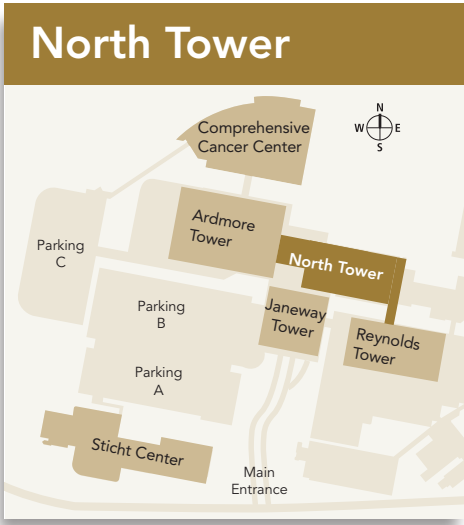 North Tower
N
W E
S
Comprehensive
Cancer Center
Ardmore
Tower
North Tower
Parking
C
Janeway
Tower
Parking
B
Reynolds
Tower
Parking
A
Sticht Center
Main
Entrance